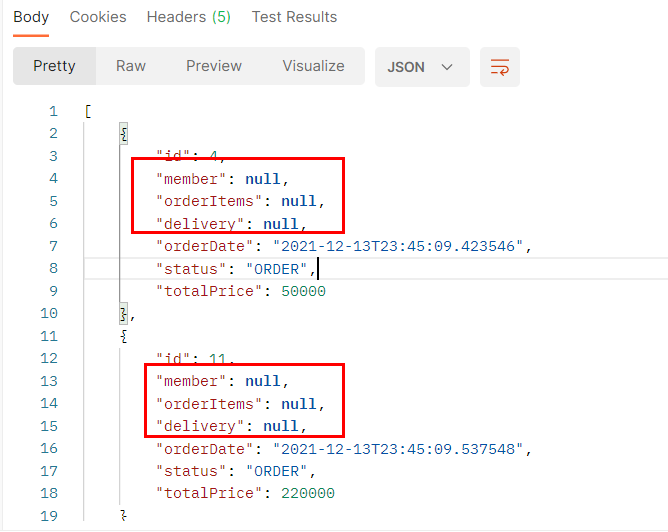 Body Cookies Headers (5) Test Results
Pretty Raw Preview Visualize JSON
1 [
2 {
3 "id": 4,
4 "member": null,
5 "orderItems": null,
6 "delivery": null,
7 "orderDate": "2021-12-13T23:45:09.423546",
8 "status": "ORDER",
9 "totalPrice": 50000
10 },
11 {
12 "id": 11,
13 "member": null,
14 "orderItems": null,
15 "delivery": null,
16 "orderDate": "2021-12-13T23:45:09.537548",
17 "status": "ORDER",
18 "totalPrice": 220000
19 }